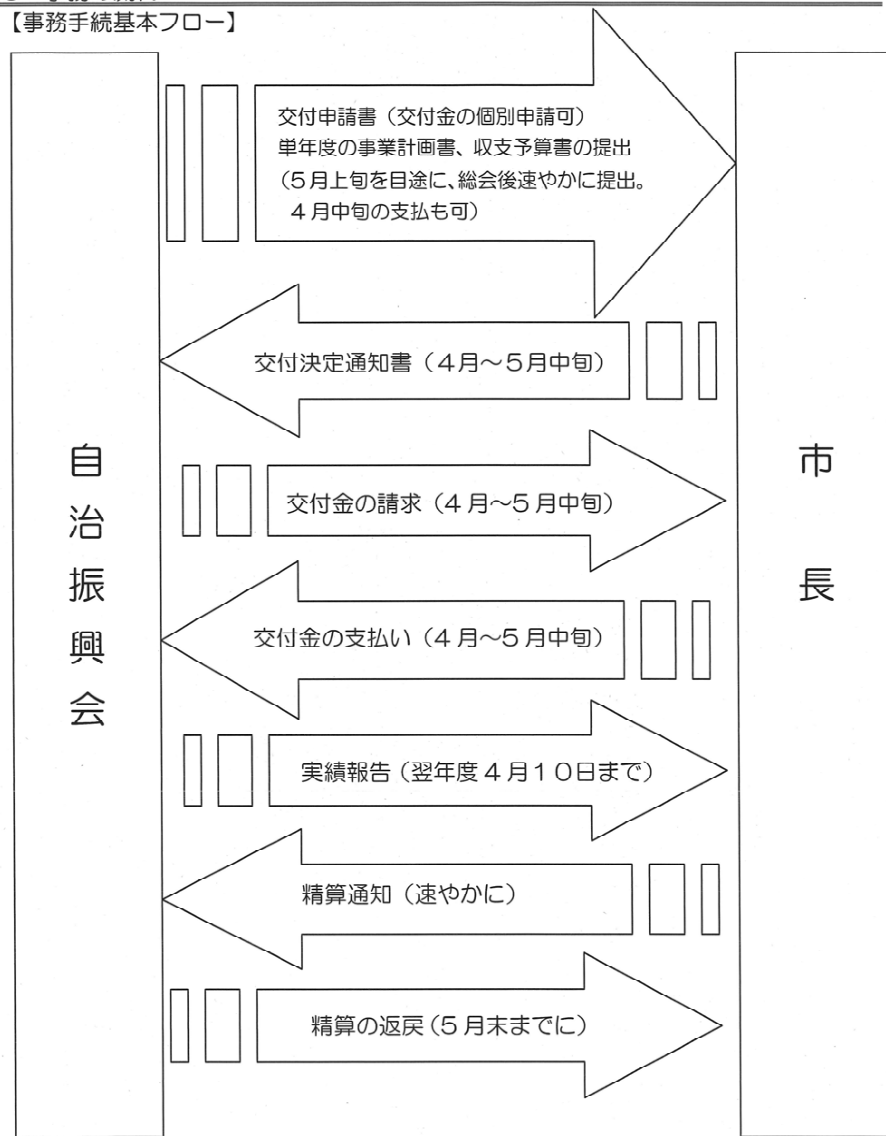 【事務手続基本フロー】
交付申請書（交付金の個別申請可）
単年度の事業計画書、収支予算書の提出
（５月上旬を目途に、総会後速やかに提出。
４月中旬の支払も可）
交付決定通知書（４月～５月中旬）
自治振興会
市長
交付金の請求（４月～５月中旬）
交付金の支払い（４月～５月中旬）
実績報告（翌年度４月１０日まで）
精算通知（速やかに）
精算の返戻（５月末までに）